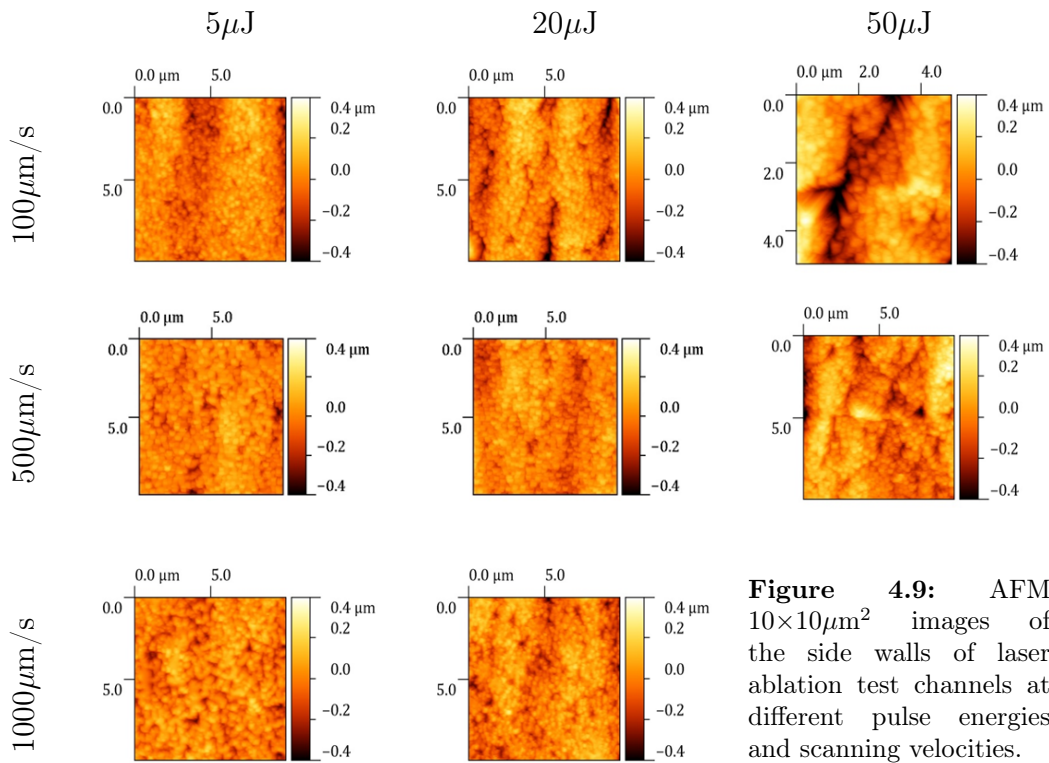 5μJ 20μJ 50μJ
100μm/s
0.0 μm 5.0
0.0
5.0
0.4 μm
0.2
0.0
−0.2
−0.4
0.0 μm 5.0
0.0
5.0
0.4 μm
0.2
0.0
−0.2
−0.4
0.0 μm 2.0 4.0
0.0
2.0
4.0
0.4 μm
0.2
0.0
−0.2
−0.4
500μm/s
0.0 μm 5.0
0.0
5.0
0.4 μm
0.0
−0.2
−0.4
0.0 μm 5.0
0.0
5.0
0.4 μm
0.0
−0.2
−0.4
0.0 μm 5.0
0.0
5.0
0.4 μm
0.2
0.0
−0.2
−0.4
1000μm/s
0.0 μm 5.0
0.0
5.0
0.4 μm
0.2
0.0
−0.2
−0.4
0.0 μm 5.0
0.0
5.0
0.4 μm
0.2
0.0
−0.2
−0.4
Figure 4.9: AFM
10×10μm² images of
the side walls of laser
ablation test channels at
different pulse energies
and scanning velocities.